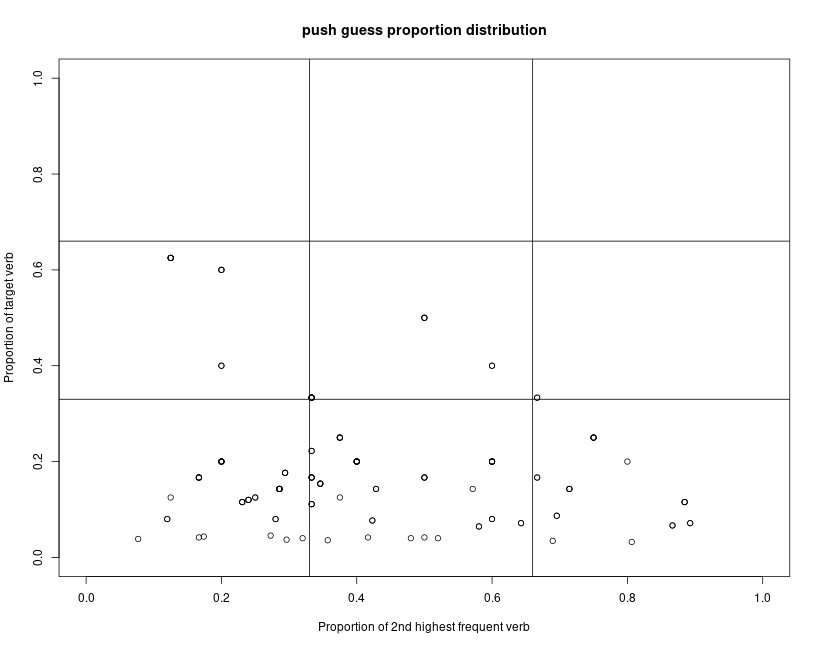 push guess proportion distribution
Proportion of target verb
1.0
0.8
0.6
0.4
0.2
0.0
0.0 0.2 0.4 0.6 0.8 1.0
Proportion of 2nd highest frequent verb